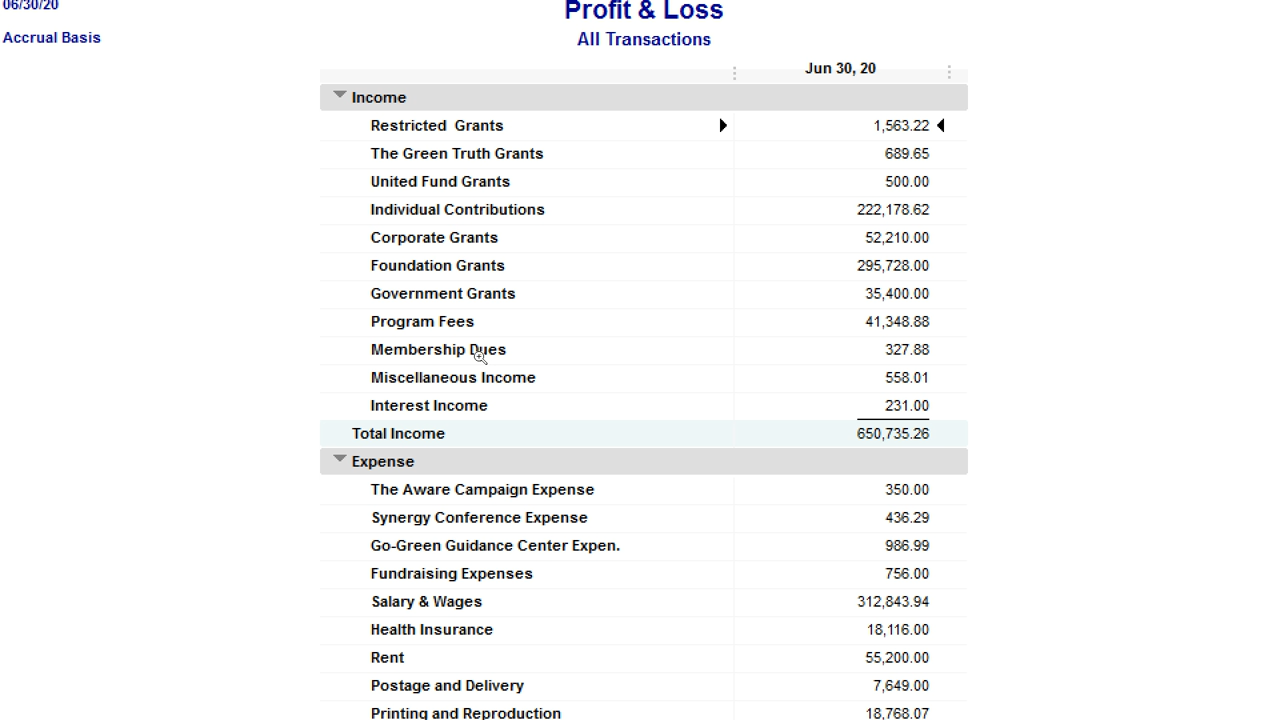 06/30/20
Profit & Loss
Accrual Basis
All Transactions
Jun 30, 20
Income
Restricted Grants 1,563.22
The Green Truth Grants 689.65
United Fund Grants 500.00
Individual Contributions 222,178.62
Corporate Grants 52,210.00
Foundation Grants 295,728.00
Government Grants 35,400.00
Program Fees 41,348.88
Membership Dues 327.88
Miscellaneous Income 558.01
Interest Income 231.00
Total Income 650,735.26
Expense
The Aware Campaign Expense 350.00
Synergy Conference Expense 436.29
Go-Green Guidance Center Expen. 986.99
Fundraising Expenses 756.00
Salary & Wages 312,843.94
Health Insurance 18,116.00
Rent 55,200.00
Postage and Delivery 7,649.00
Printing and Reproduction 18,768.07